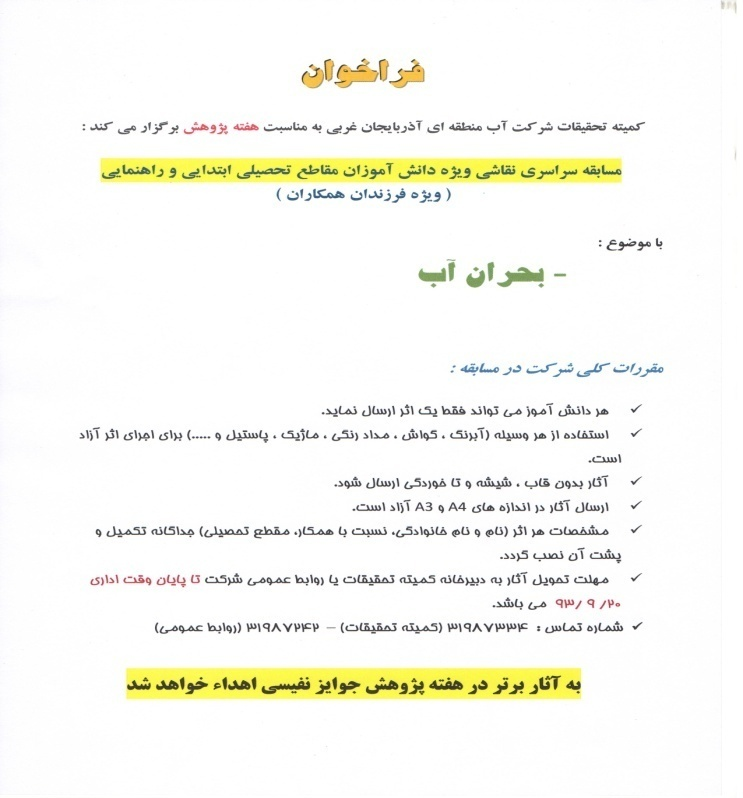 فراخوان
کمیته تحقیقات شرکت آب منطقه ای آذربایجان غربی به مناسبت هفته پژوهش برگزار می کند :
مسابقه سراسری نقاشی ویژه دانش آموزان مقاطع تحصیلی ابتدایی و راهنمایی
( ویژه فرزندان همکاران )
با موضوع :
- بحران آب
مقررات کلی شرکت در مسابقه :
✓ هر دانش آموز می تواند فقط یک اثر ارسال نماید.
✓ استفاده از هر وسیله (آبرنگ ، گواش ، مداد رنگی ، ماژیک ، پاستیل و .....) برای اجرای اثر آزاد
است.
✓ آثار بدون قاب ، شیشه و تا خوردگی ارسال شود.
✓ ارسال آثار در اندازه های A4 و A3 آزاد است.
✓ مشخصات هر اثر (نام و نام خانوادگی، نسبت با همکار، مقطع تحصیلی) جداگانه تکمیل و
پشت آن نصب گردد.
✓ مهلت تحویل آثار به دبیرخانه کمیته تحقیقات یا روابط عمومی شرکت تا پایان وقت اداری
۹۳/ ۹ /۲۰ می باشد.
✓ شماره تماس : ۳۱۹۸۷۳۳۴ (کمیته تحقیقات) – ۳۱۹۸۷۲۴۲ (روابط عمومی)
به آثار برتر در هفته پژوهش جوایز نفیسی اهداء خواهد شد